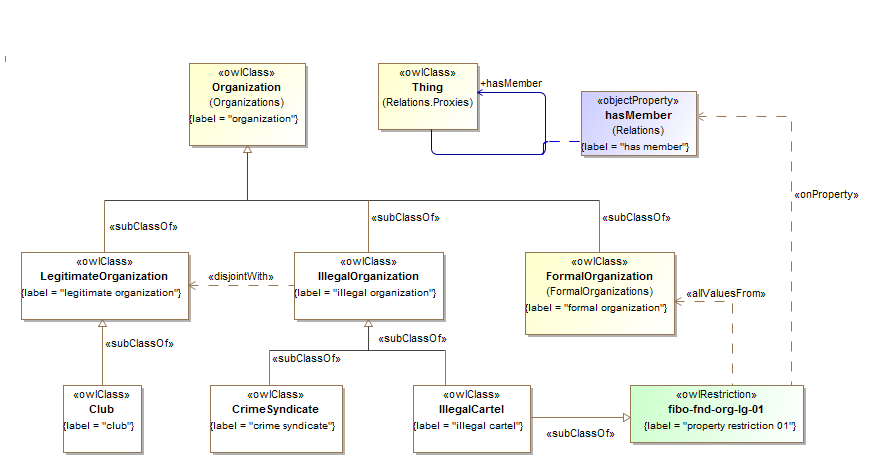 «owlClass»
Organization
(Organizations)
{label = "organization"}
«owlClass»
Thing
(Relations.Proxies)
+hasMember
«objectProperty»
hasMember
(Relations)
{label = "has member"}
«onProperty»
«subClassOf»
«subClassOf»
«subClassOf»
«owlClass»
LegitimateOrganization
{label = "legitimate organization"}
«disjointWith»
«owlClass»
IllegalOrganization
{label = "illegal organization"}
«owlClass»
FormalOrganization
(FormalOrganizations)
{label = "formal organization"}
«allValuesFrom»
«subClassOf»
«subClassOf»
«subClassOf»
«owlClass»
Club
{label = "club"}
«owlClass»
CrimeSyndicate
{label = "crime syndicate"}
«owlClass»
IllegalCartel
{label = "illegal cartel"}
«subClassOf»
«owlRestriction»
fibo-fnd-org-lg-01
{label = "property restriction 01"}